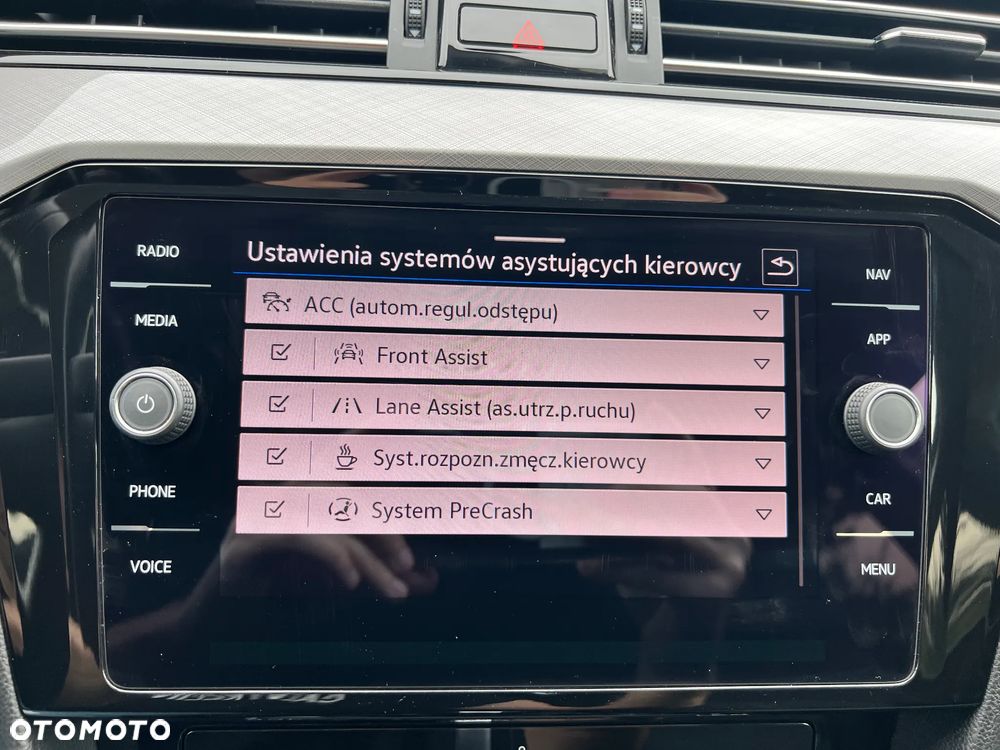 RADIO
MEDIA
PHONE
VOICE
Ustawienia systemów asystujących kierowcy
ACC (autom.regul.odstępu)
Front Assist
Lane Assist (as.utrz.p.ruchu)
Syst.rozpozn.zmęcz.kierowcy
System PreCrash
NAV
APP
CAR
MENU
OTOMOTO